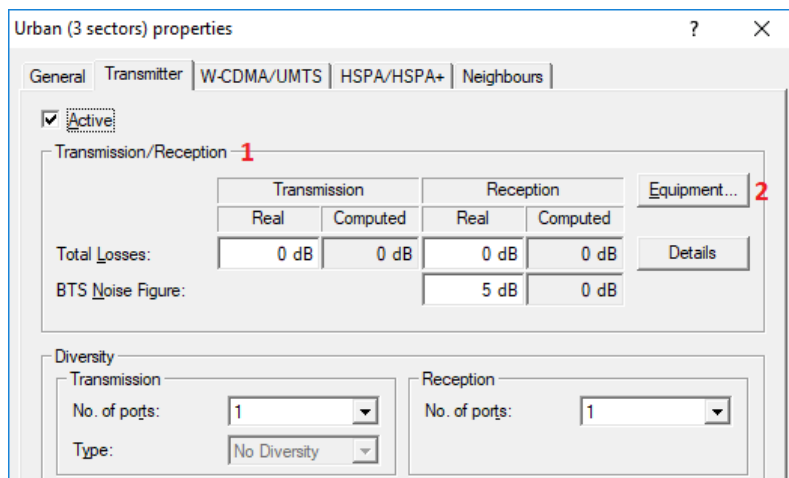 Urban (3 sectors) properties ? ×
General Transmitter W-CDMA/UMTS HSPA/HSPA+ Neighbours
Active
Transmission/Reception 1
Transmission Reception Equipment... 2
Real Computed Real Computed
Total Losses: 0 dB 0 dB 0 dB 0 dB Details
BTS Noise Figure: 5 dB 0 dB
Diversity
Transmission Reception
No. of ports: 1 No. of ports: 1
Type: No Diversity